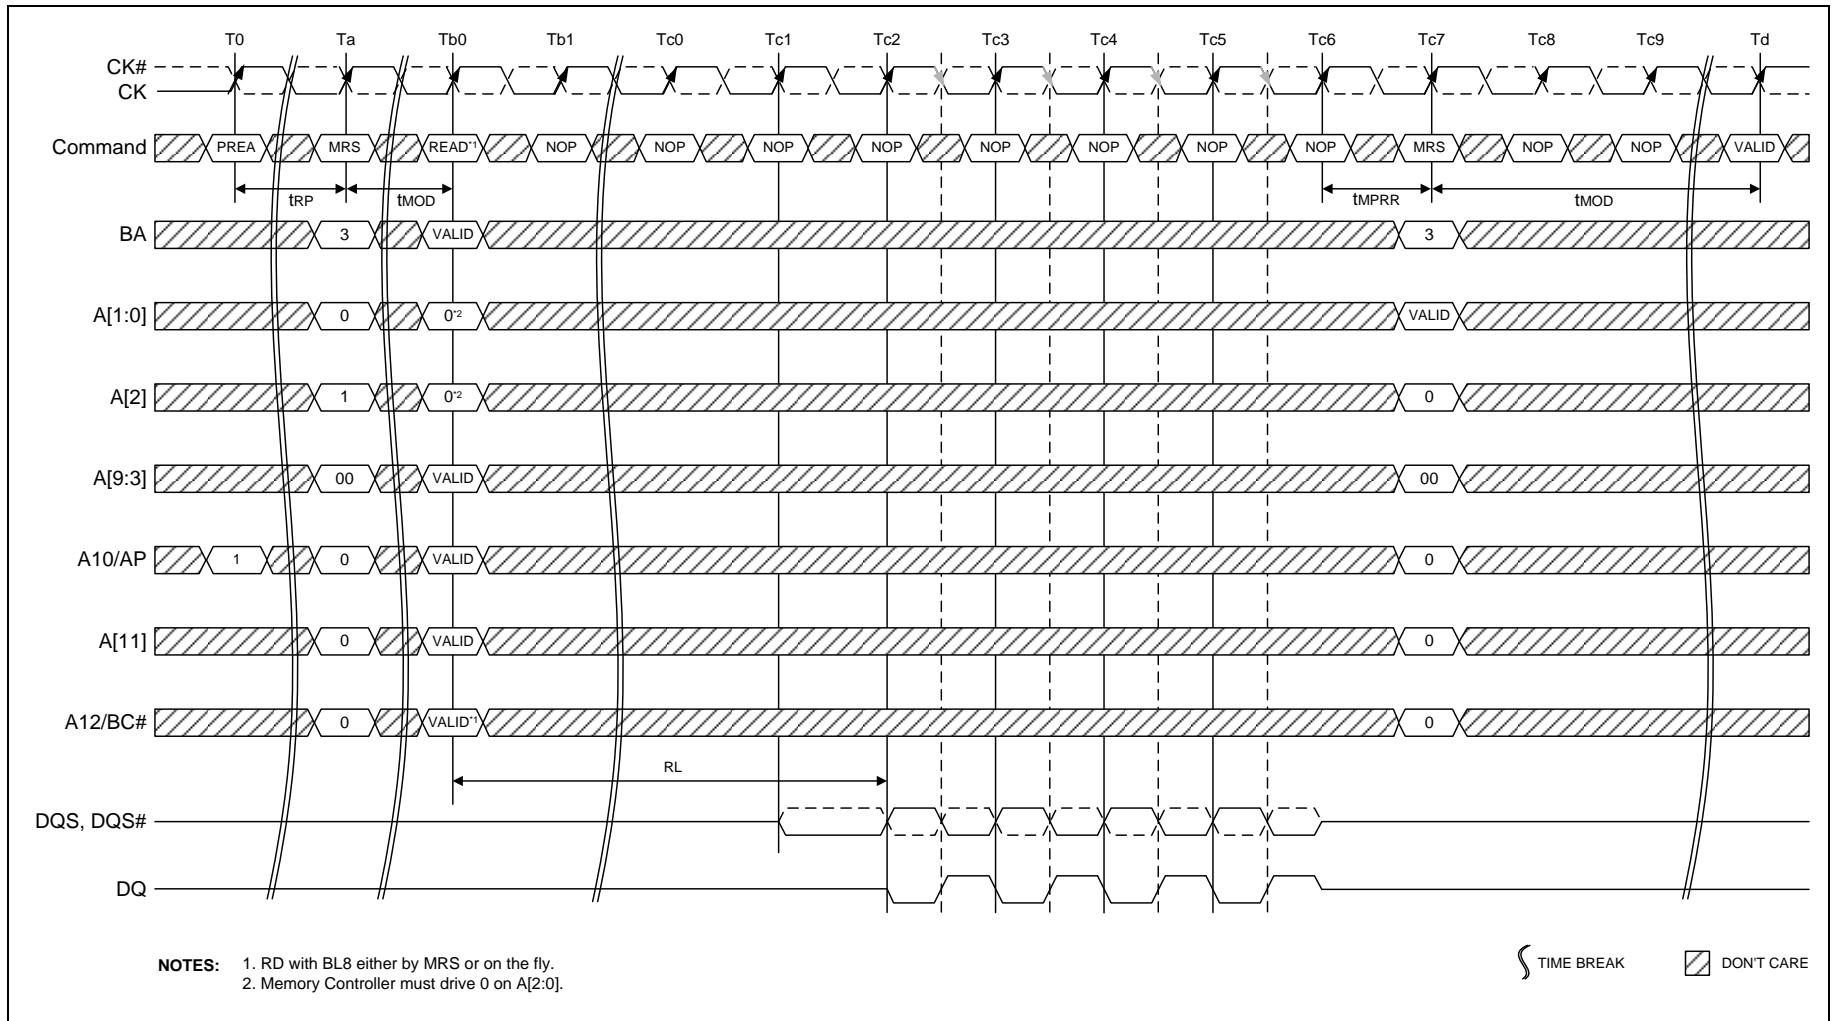 T0 Ta Tb0 Tb1 Tc0 Tc1 Tc2 Tc3 Tc4 Tc5 Tc6 Tc7 Tc8 Tc9 Td
CK#
CK
Command PREA MRS READ*1 NOP NOP NOP NOP NOP NOP NOP NOP MRS NOP NOP VALID
tRP tMOD tMPRR tMOD
BA 3 VALID 3
A[1:0] 0 0*2 VALID
A[2] 1 0*2 0
A[9:3] 00 VALID 00
A10/AP 1 0 VALID 0
A[11] 0 VALID 0
A12/BC# 0 VALID*1 0
RL
DQS, DQS#
DQ
NOTES: 1. RD with BL8 either by MRS or on the fly.
2. Memory Controller must drive 0 on A[2:0].
TIME BREAK DON'T CARE